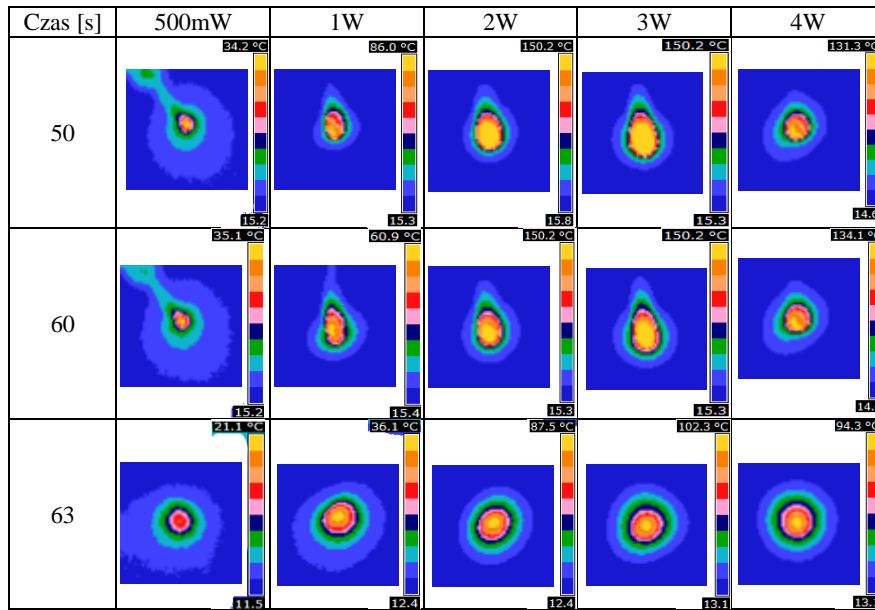 Czas [s] 500mW 1W 2W 3W 4W
34.2 °C 86.0 °C 150.2 °C 150.2 °C 131.3 °C
50
15.2 15.3 15.8 15.3 14.6
35.1 °C 60.9 °C 150.2 °C 150.2 °C 134.1 °C
60
15.2 15.4 15.3 15.3
21.1 °C 36.1 °C 87.5 °C 102.3 °C 94.3 °C
63
11.5 12.4 12.4 13.1